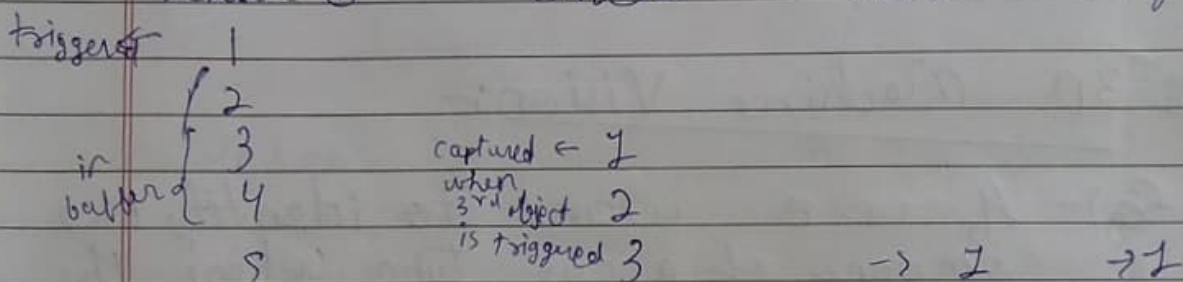 trigger 1
2
3 captured ← 1
in when
buffer 4 3rd object 2
is triggered 3 -> 1 -> 1
5